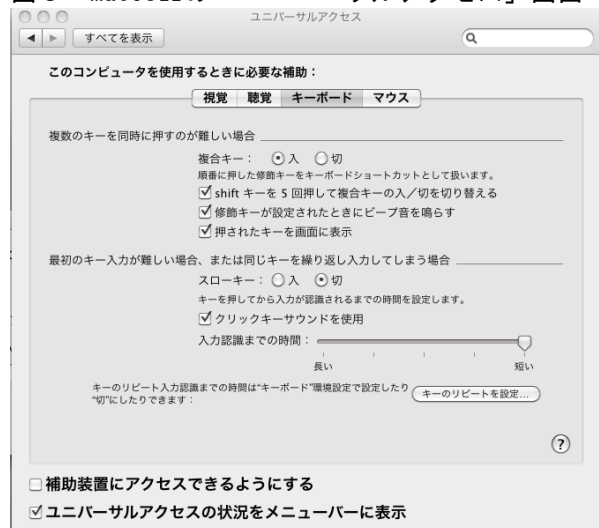 ユニバーサルアクセス
すべてを表示
このコンピュータを使用するときに必要な補助：
視覚 聴覚 キーボード マウス
複数のキーを同時に押すのが難しい場合
複合キー： 入 切
順番に押した修飾キーをキーボードショートカットとして扱います。
shift キーを 5 回押して複合キーの入／切を切り替える
修飾キーが設定されたときにビープ音を鳴らす
押されたキーを画面に表示
最初のキー入力が難しい場合、または同じキーを繰り返し入力してしまう場合
スローキー： 入 切
キーを押してから入力が認識されるまでの時間を設定します。
クリックキーサウンドを使用
入力認識までの時間：
長い 短い
キーのリピート入力認識までの時間は“キーボード”環境設定で設定したり
“切”にしたりできます：
キーのリピートを設定...
?
補助装置にアクセスできるようにする
ユニバーサルアクセスの状況をメニューバーに表示